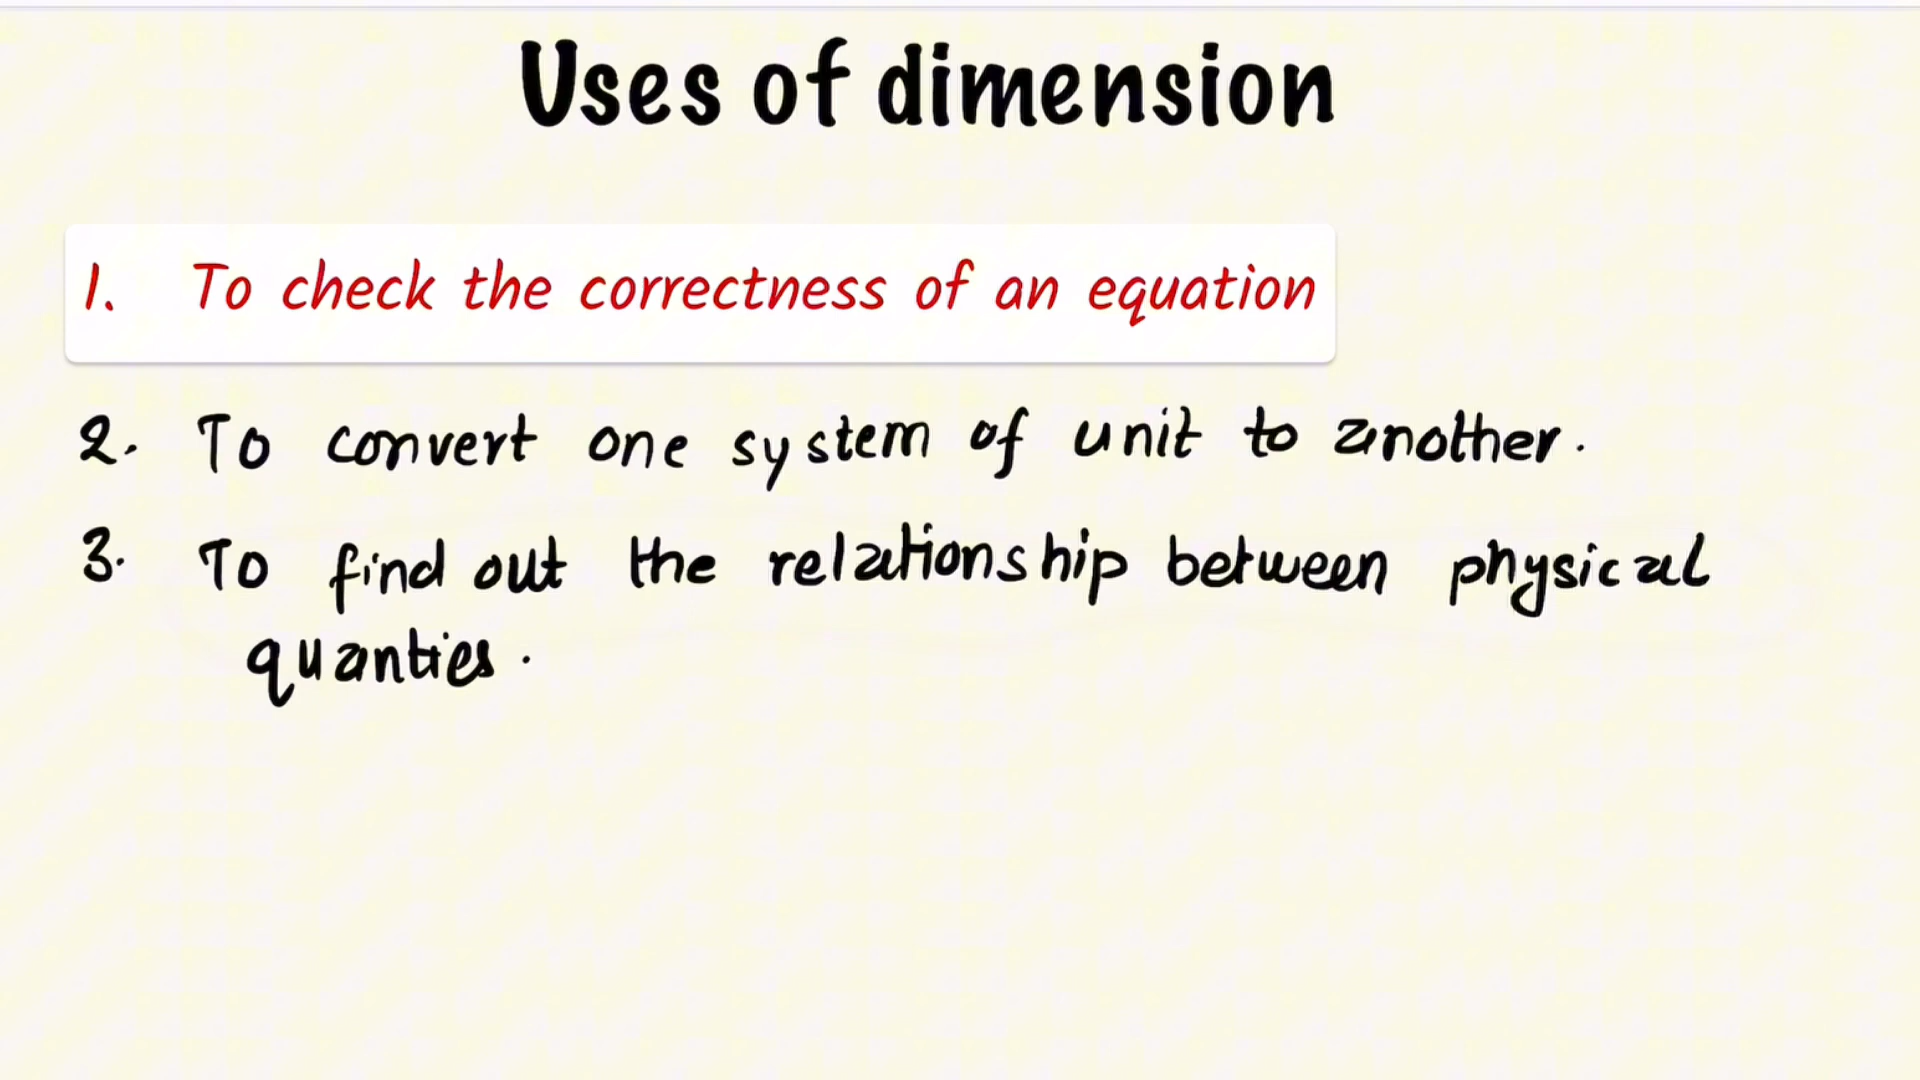 Uses of dimension
1. To check the correctness of an equation
2. To convert one system of unit to another.
3. To find out the relationship between physical
quanties.